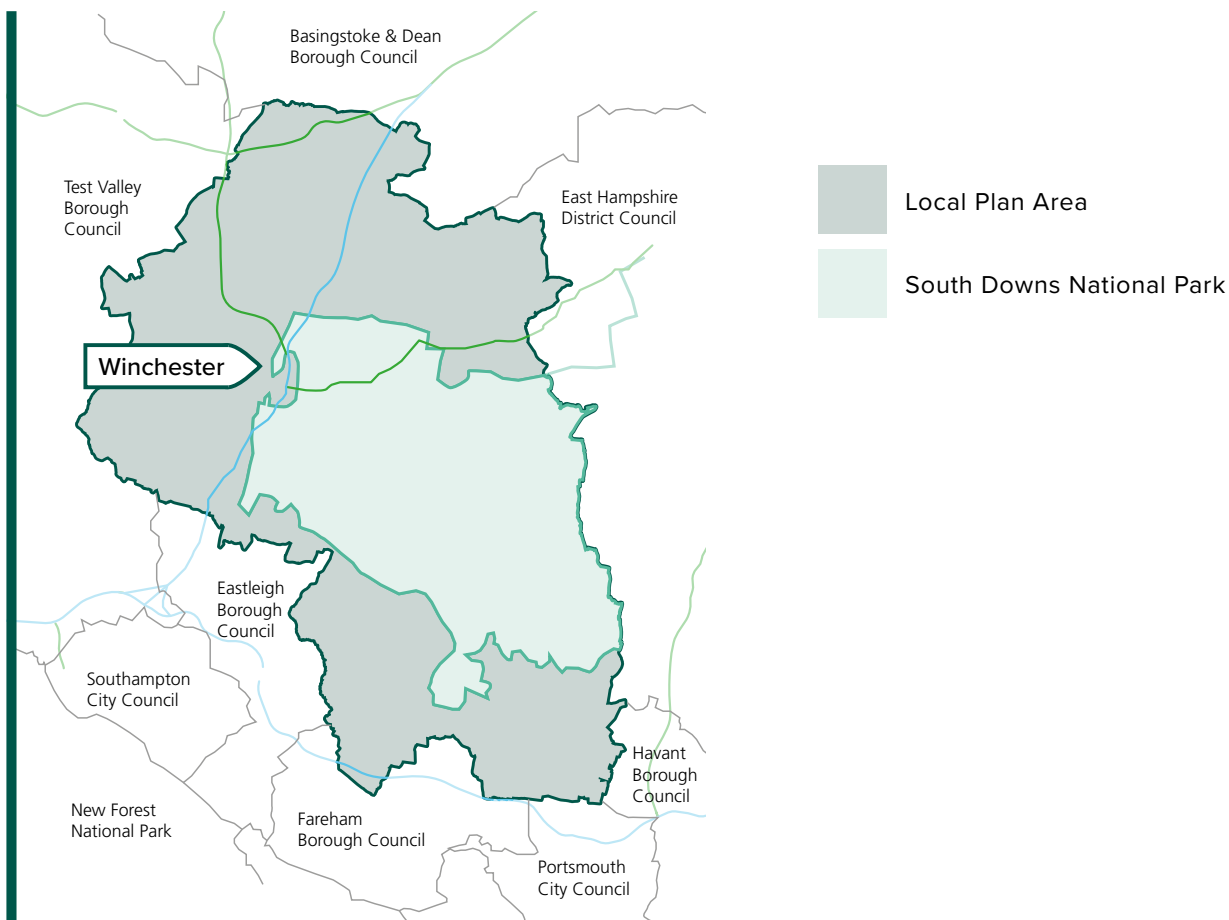 Basingstoke & Dean
Borough Council
Test Valley
Borough
Council
East Hampshire
District Council
Local Plan Area
South Downs National Park
Winchester
Eastleigh
Borough
Council
Southampton
City Council
Havant
Borough
Council
New Forest
National Park
Fareham
Borough Council
Portsmouth
City Council